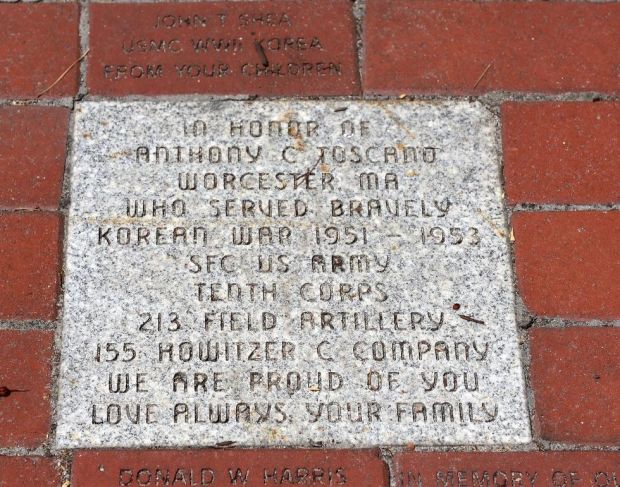 JOHN T SHEA
USMC WWII KOREA
FROM YOUR CHILDREN
IN HONOR OF
ANTHONY C TOSCANO
WORCESTER, MA
WHO SERVED BRAVELY
KOREAN WAR 1951 - 1953
SFC US ARMY
TENTH CORPS
213 FIELD ARTILLERY
155 HOWITZER C COMPANY
WE ARE PROUD OF YOU
LOVE ALWAYS, YOUR FAMILY
DONALD W HARRIS
IN MEMORY OF OU